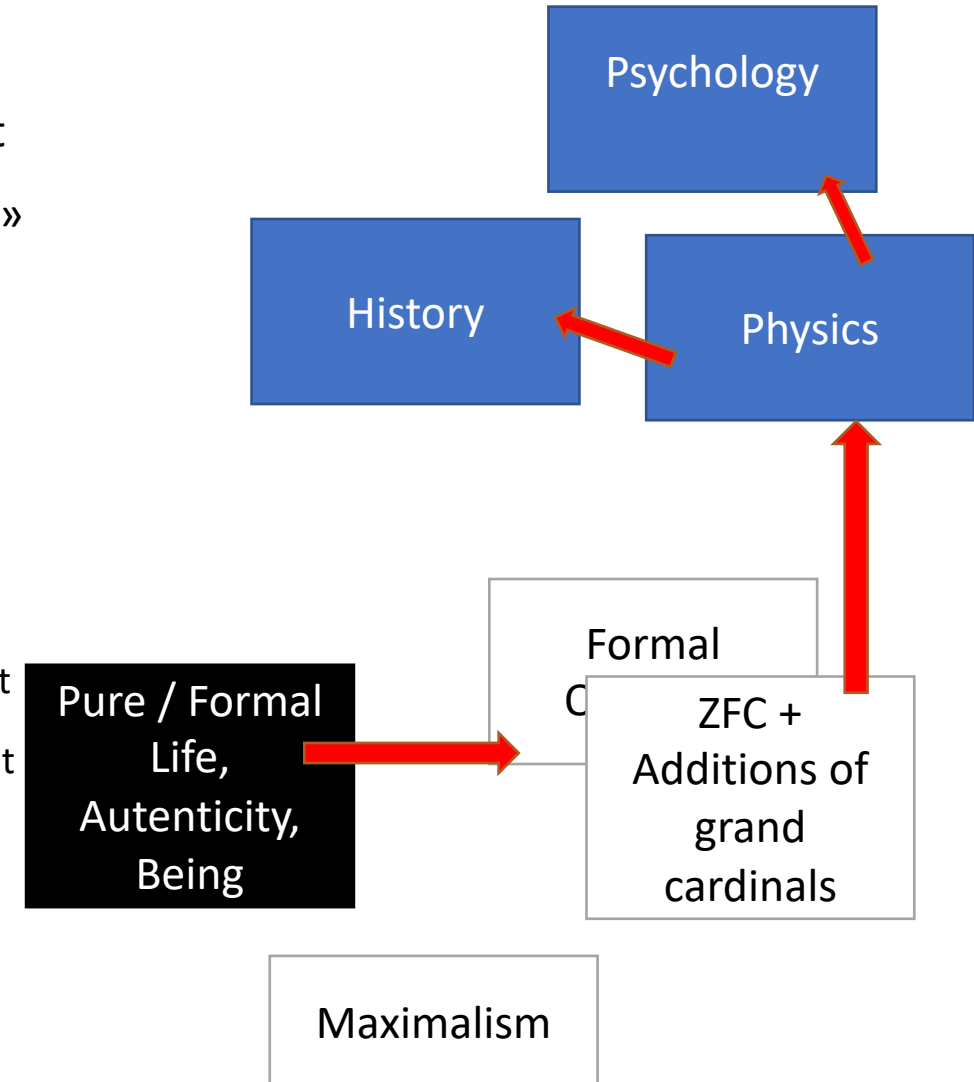 Psychology
t
»
History
Physics
Formal
t
Pure / Formal
Life,
Autenticity,
Being
t
ZFC +
Additions of
grand
cardinals
Maximalism